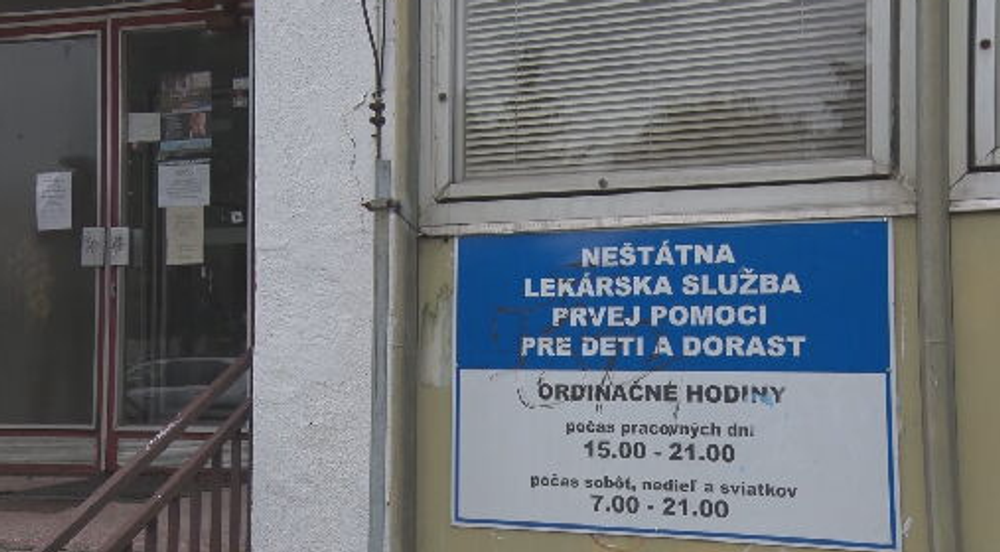 NEŠTÁTNA
LEKÁRSKA SLUŽBA
PRVEJ POMOCI
PRE DETI A DORAST
ORDINAČNÉ HODINY
počas pracovných dní
15.00 - 21.00
počas sobôt, nedieľ a sviatkov
7.00 - 21.00